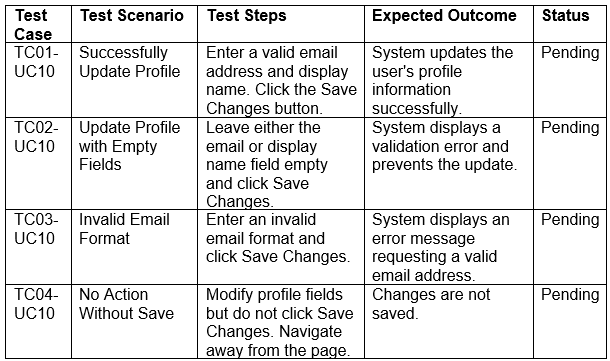 Test Case
Test Scenario
Test Steps
Expected Outcome
Status
TC01-
UC10
Successfully
Update Profile
Enter a valid email
address and display
name. Click the Save
Changes button.
System updates the
user's profile
information
successfully.
Pending
TC02-
UC10
Update Profile
with Empty
Fields
Leave either the
email or display
name field empty
and click Save
Changes.
System displays a
validation error and
prevents the update.
Pending
TC03-
UC10
Invalid Email
Format
Enter an invalid
email format and
click Save Changes.
System displays an
error message
requesting a valid
email address.
Pending
TC04-
UC10
No Action
Without Save
Modify profile fields
but do not click Save
Changes. Navigate
away from the page.
Changes are not
saved.
Pending